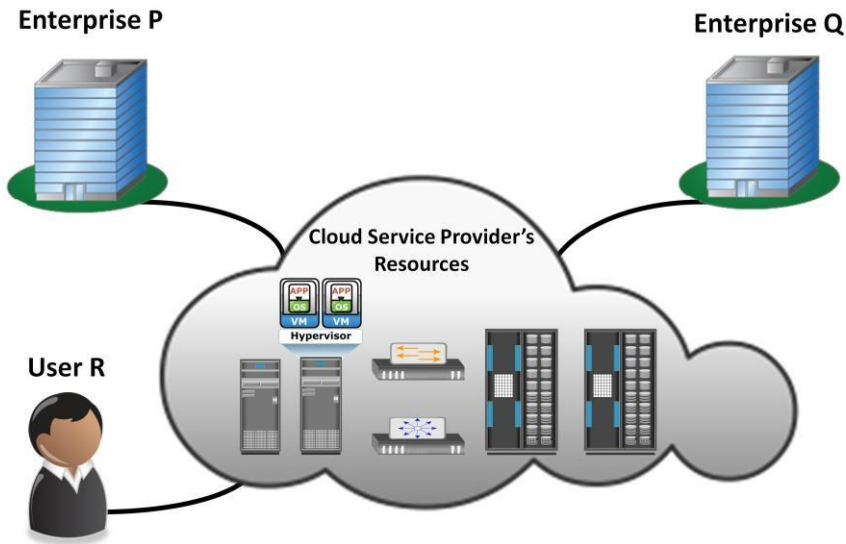 Enterprise P
Enterprise Q
Cloud Service Provider's
Resources
APP APP
OS OS
VM VM
Hypervisor
User R